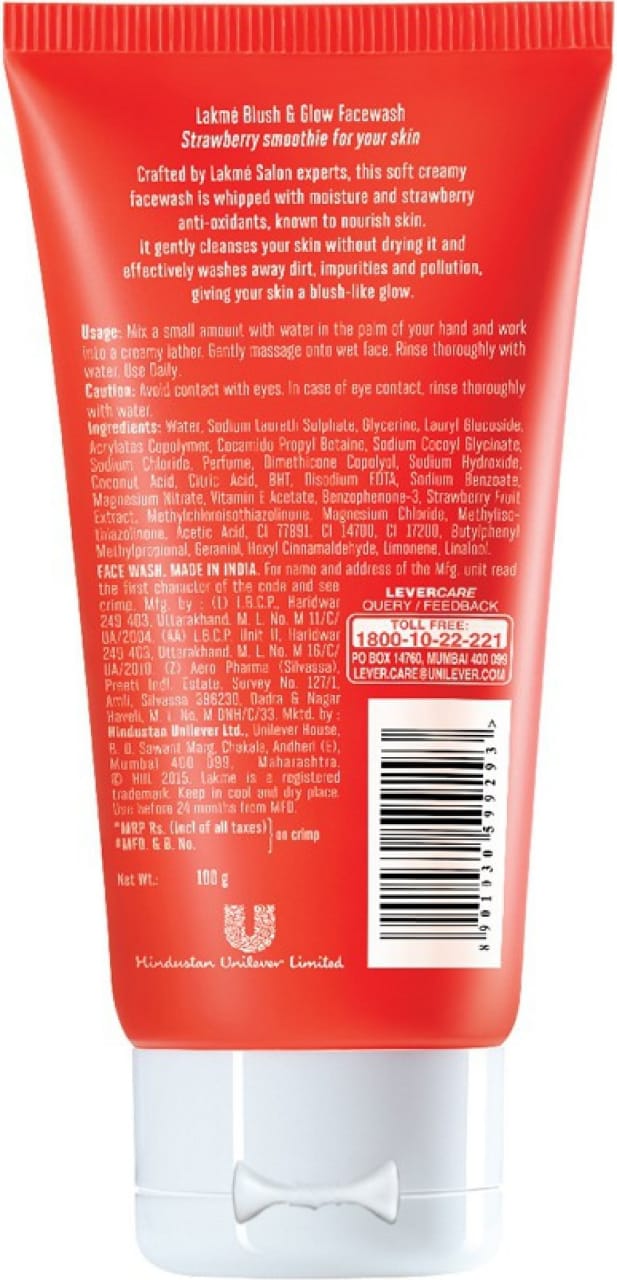 Lakmé Blush & Glow Facewash
Strawberry smoothie for your skin
Crafted by Lakmé Salon experts, this soft creamy
facewash is whipped with moisture and strawberry
anti-oxidants, known to nourish skin.
It gently cleanses your skin without drying it and
effectively washes away dirt, impurities and pollution,
giving your skin a blush-like glow.
Usage: Mix a small amount with water in the palm of your hand and work
into a creamy lather. Gently massage onto wet face. Rinse thoroughly with
water. Use Daily.
Caution: Avoid contact with eyes. In case of eye contact, rinse thoroughly
with water.
Ingredients: Water, Sodium Laureth Sulphate, Glycerine, Lauryl Glucoside,
Acrylates Copolymer, Cocamido Propyl Betaine, Sodium Cocoyl Glycinate,
Sodium Chloride, Perfume, Dimethicone Copolyol, Sodium Hydroxide,
Coconut Acid, Citric Acid, BHT, Disodium EDTA, Sodium Benzoate,
Magnesium Nitrate, Vitamin E Acetate, Benzophenone-3, Strawberry Fruit
Extract, Methylchloroisothiazolinone, Magnesium Chloride, Methyliso-
thiazolinone, Acetic Acid, CI 77891, CI 14700, CI 17200, Butylphenyl
Methylpropional, Geraniol, Hexyl Cinnamaldehyde, Limonene, Linalool.
FACE WASH. MADE IN INDIA. For name and address of the Mfg. unit read
the first character of the code and see
crimp. Mfg. by : (I) I.B.C.P., Haridwar
249 403, Uttarakhand. M. L. No. M 11/C/
UA/2004. (AA) I.B.C.P. Unit II, Haridwar
249 403, Uttarakhand. M. L. No. M 16/C/
UA/2010. (Z) Aero Pharma (Silvassa),
Preeti Indl. Estate, Survey No. 127/1,
Amli, Silvassa 396230, Dadra & Nagar
Haveli. M. L. No. M DNH/C/33. Mktd. by :
Hindustan Unilever Ltd., Unilever House,
B. D. Sawant Marg, Chakala, Andheri (E),
Mumbai 400 099, Maharashtra.
© HUL 2015. Lakme is a registered
trademark. Keep in cool and dry place.
Use before 24 months from MFD.
*MRP Rs. (incl of all taxes)
#MFD. & B. No.
} on crimp
Net Wt.: 100 g
Hindustan Unilever Limited
LEVERCARE
QUERY / FEEDBACK
TOLL FREE:
1800-10-22-221
PO BOX 14760, MUMBAI 400 099
LEVER.CARE@UNILEVER.COM
8 901030 599293 >